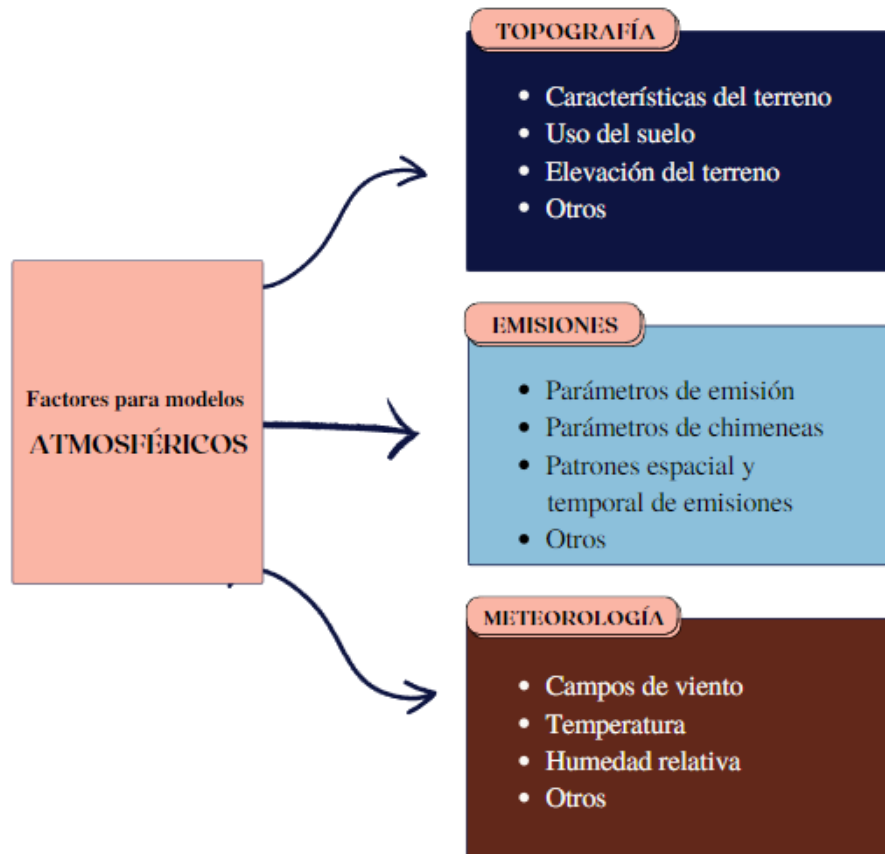 TOPOGRAFÍA
• Características del terreno
• Uso del suelo
• Elevación del terreno
• Otros
Factores para modelos
ATMOSFÉRICOS
EMISIONES
• Parámetros de emisión
• Parámetros de chimeneas
• Patrones espacial y
temporal de emisiones
• Otros
METEOROLOGÍA
• Campos de viento
• Temperatura
• Humedad relativa
• Otros